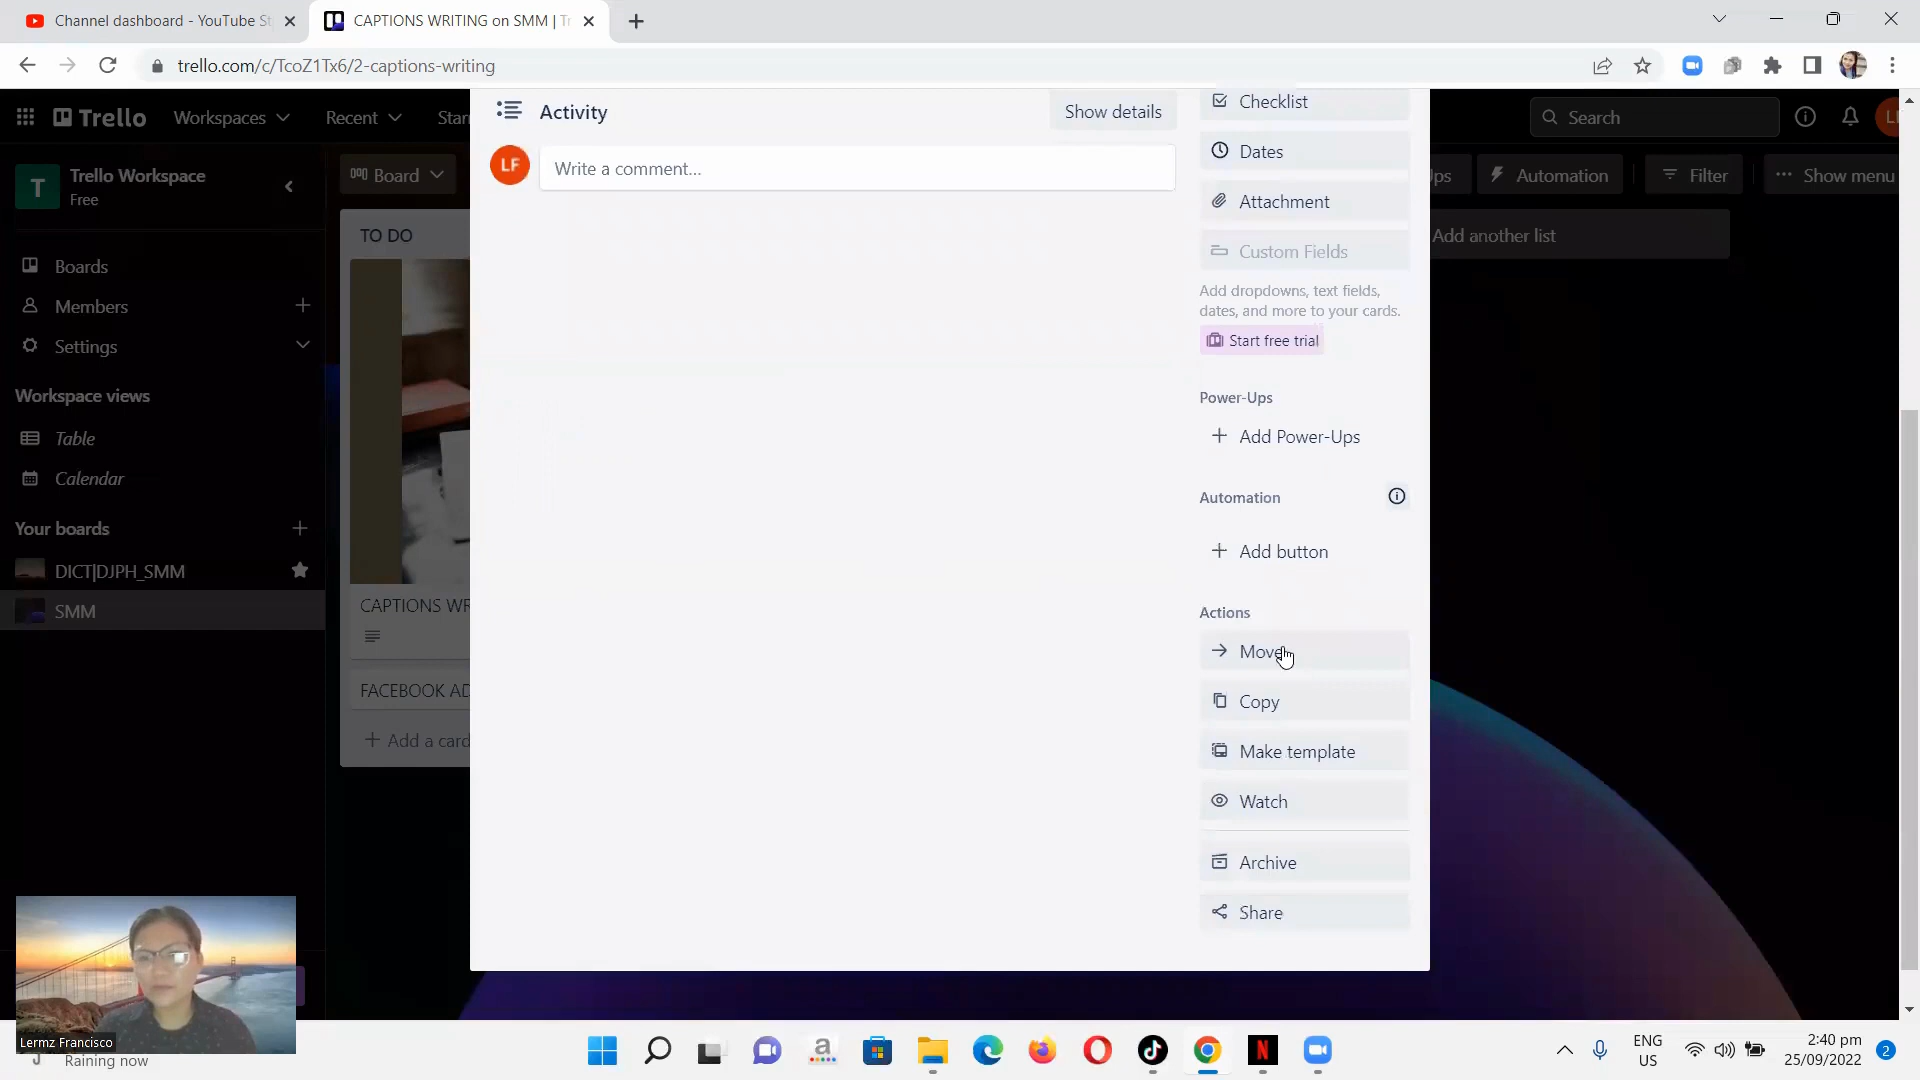 Channel dashboard - YouTube St
CAPTIONS WRITING on SMM | Tr
trello.com/c/TcoZ1Tx6/2-captions-writing
Trello
Workspaces
Recent
Star
Search
LF
T
Trello Workspace
Free
Board
ps
Automation
Filter
Show menu
Boards
Members
Settings
Workspace views
Table
Calendar
Your boards
DICT|DJPH_SMM
SMM
TO DO
CAPTIONS WR
FACEBOOK AD
Add a card
Add another list
Activity
Show details
LF
Write a comment...
Checklist
Dates
Attachment
Custom Fields
Add dropdowns, text fields,
dates, and more to your cards.
Start free trial
Power-Ups
Add Power-Ups
Automation
Add button
Actions
Move
Copy
Make template
Watch
Archive
Share
Lermz Francisco
Raining now
a
N
ENG
US
2:40 pm
25/09/2022
2